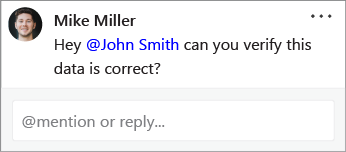 Mike Miller
Hey @John Smith can you verify this
data is correct?
@mention or reply...